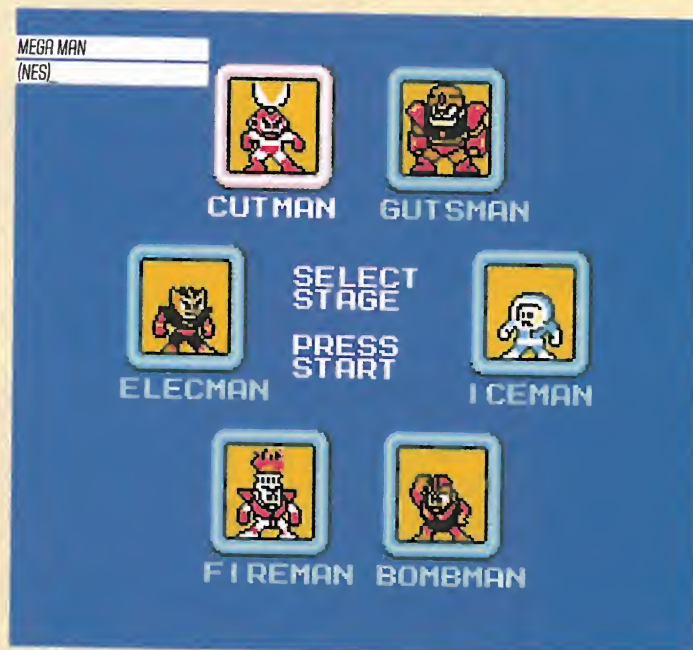 MEGA MAN
(NES)_
CUTMAN GUTSMAN
SELECT
STAGE
PRESS
START
ELECMAN ICEMAN
FIREMAN BOMBMAN